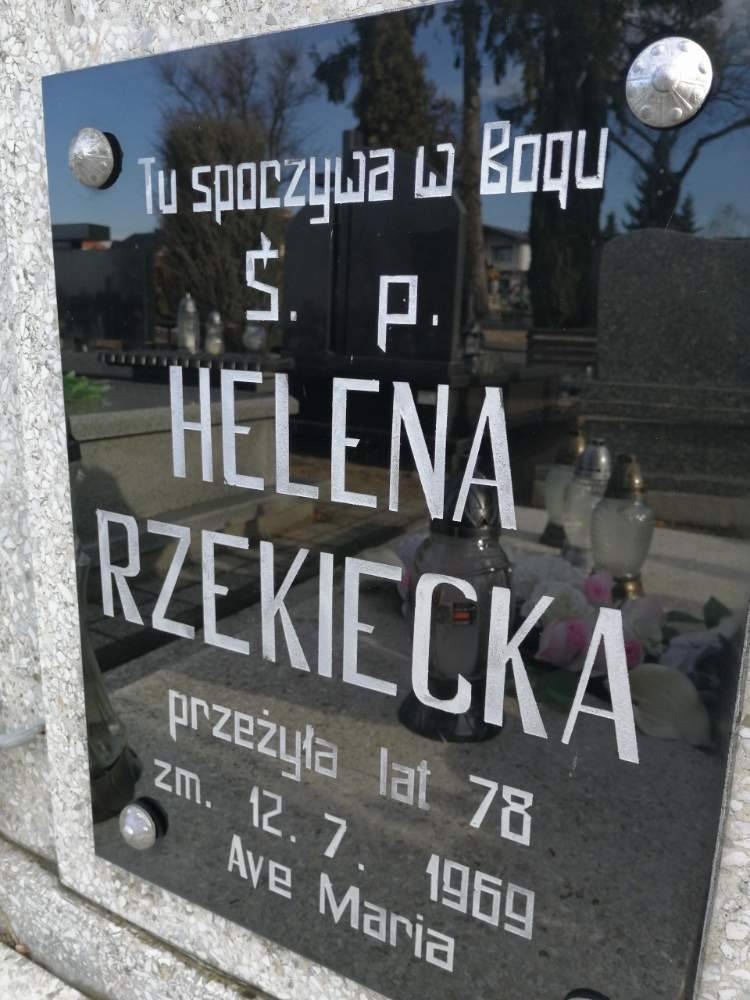 Tu spoczywa w Bogu
Ś. p.
HELENA
RZEKIECKA
przeżyła lat 78
zm. 12. 7. 1969
Ave Maria